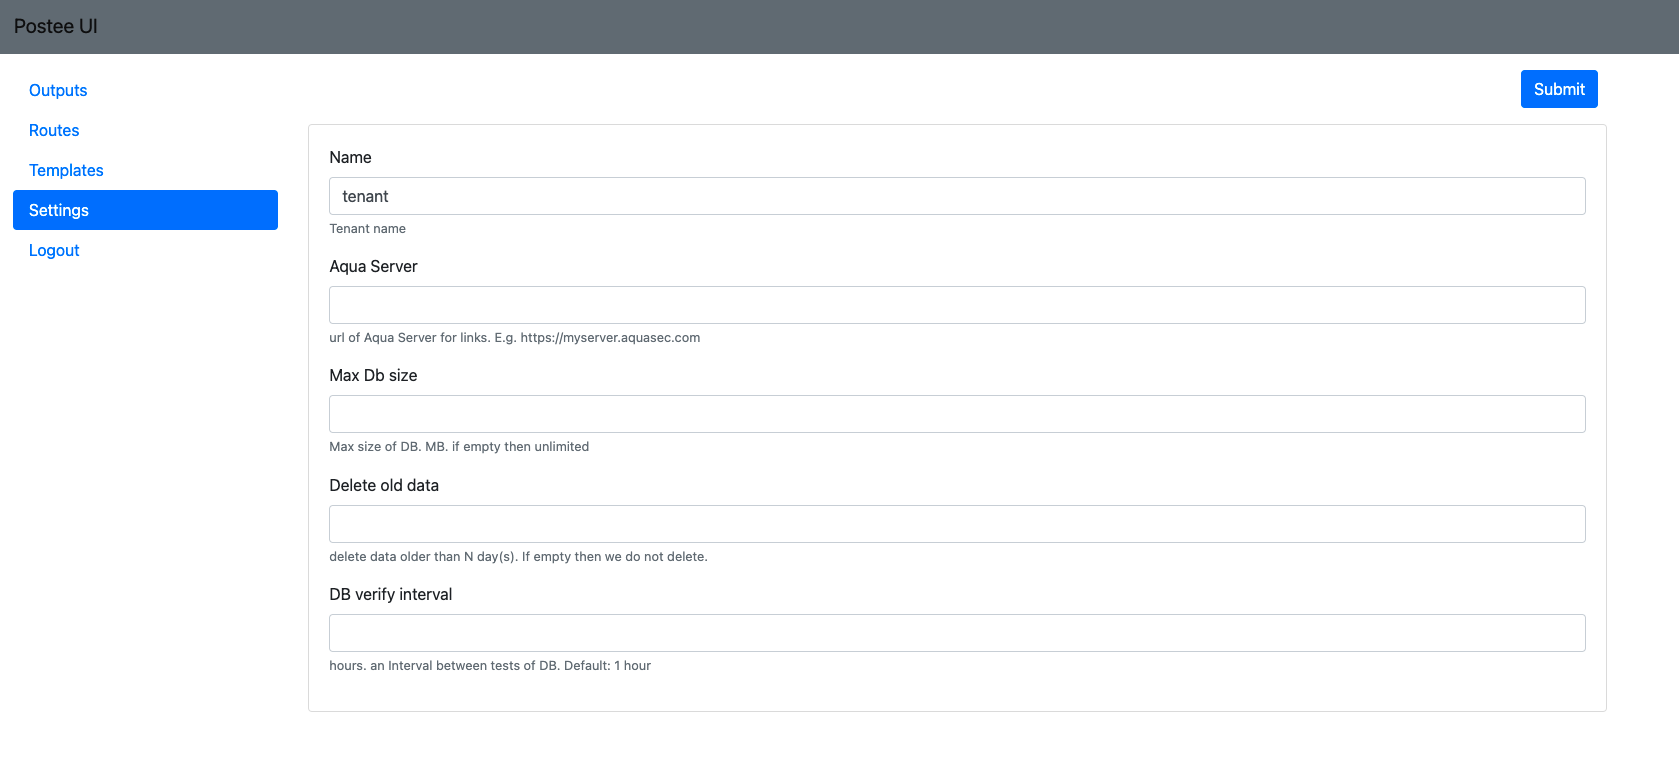 Postee UI
Outputs
Routes
Templates
Settings
Logout
Submit
Name
tenant
Tenant name
Aqua Server
url of Aqua Server for links. E.g. https://myserver.aquasec.com
Max Db size
Max size of DB. MB. if empty then unlimited
Delete old data
delete data older than N day(s). If empty then we do not delete.
DB verify interval
hours. an Interval between tests of DB. Default: 1 hour